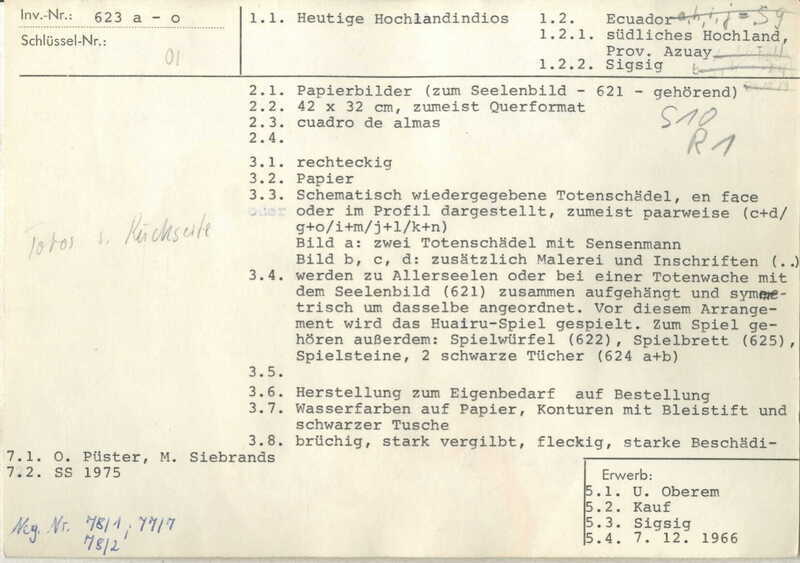 Inv.-Nr.: 623 a - o
Schlüssel-Nr.:
01
1.1. Heutige Hochlandindios
1.2. Ecuador
1.2.1. südliches Hochland,
Prov. Azuay
1.2.2. Sigsig
2.1. Papierbilder (zum Seelenbild - 621 - gehörend)
2.2. 42 x 32 cm, zumeist Querformat
2.3. cuadro de almas
2.4.
S10
R1
3.1. rechteckig
3.2. Papier
3.3. Schematisch wiedergegebene Totenschädel, en face
oder im Profil dargestellt, zumeist paarweise (c+d/
g+o/i+m/j+l/k+n)
Bild a: zwei Totenschädel mit Sensenmann
Bild b, c, d: zusätzlich Malerei und Inschriften (..)
3.4. werden zu Allerseelen oder bei einer Totenwache mit
dem Seelenbild (621) zusammen aufgehängt und symme-
trisch um dasselbe angeordnet. Vor diesem Arrange-
ment wird das Huairu-Spiel gespielt. Zum Spiel ge-
hören außerdem: Spielwürfel (622), Spielbrett (625),
Spielsteine, 2 schwarze Tücher (624 a+b)
3.5.
3.6. Herstellung zum Eigenbedarf auf Bestellung
3.7. Wasserfarben auf Papier, Konturen mit Bleistift und
schwarzer Tusche
3.8. brüchig, stark vergilbt, fleckig, starke Beschädi-
Fotos s. Rückseite
7.1. O. Püster, M. Siebrands
7.2. SS 1975
Neg. Nr. 78/1, 77/7
78/2
Erwerb:
5.1. U. Oberem
5.2. Kauf
5.3. Sigsig
5.4. 7. 12. 1966